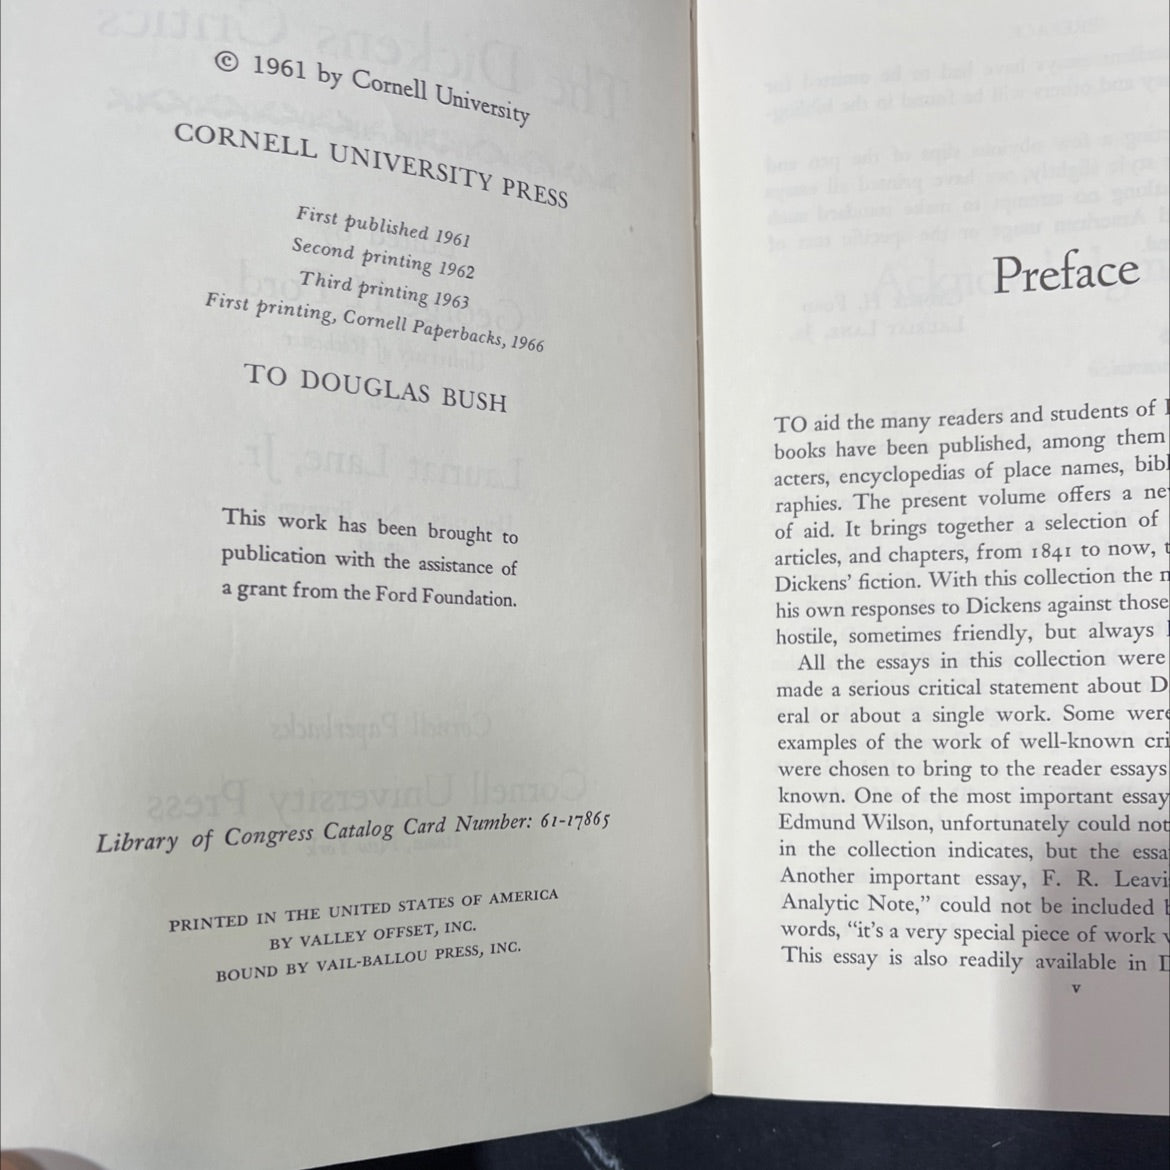 © 1961 by Cornell University
CORNELL UNIVERSITY PRESS
First published 1961
Second printing 1962
Third printing 1963
First printing, Cornell Paperbacks, 1966
TO DOUGLAS BUSH
This work has been brought to
publication with the assistance of
a grant from the Ford Foundation.
Library of Congress Catalog Card Number: 61-17865
PRINTED IN THE UNITED STATES OF AMERICA
BY VALLEY OFFSET, INC.
BOUND BY VAIL-BALLOU PRESS, INC.
Preface
TO aid the many readers and students of
books have been published, among them
acters, encyclopedias of place names,
raphies. The present volume offers a
of aid. It brings together a selection of
articles, and chapters, from 1841 to now,
Dickens' fiction. With this collection the
his own responses to Dickens against those
hostile, sometimes friendly, but always
All the essays in this collection were
made a serious critical statement about
eral or about a single work. Some were
examples of the work of well-known
were chosen to bring to the reader essays
known. One of the most important
Edmund Wilson, unfortunately could not
in the collection indicates, but the
Another important essay, F. R.
Analytic Note,” could not be included
words, “it's a very special piece of work
This essay is also readily available in
v